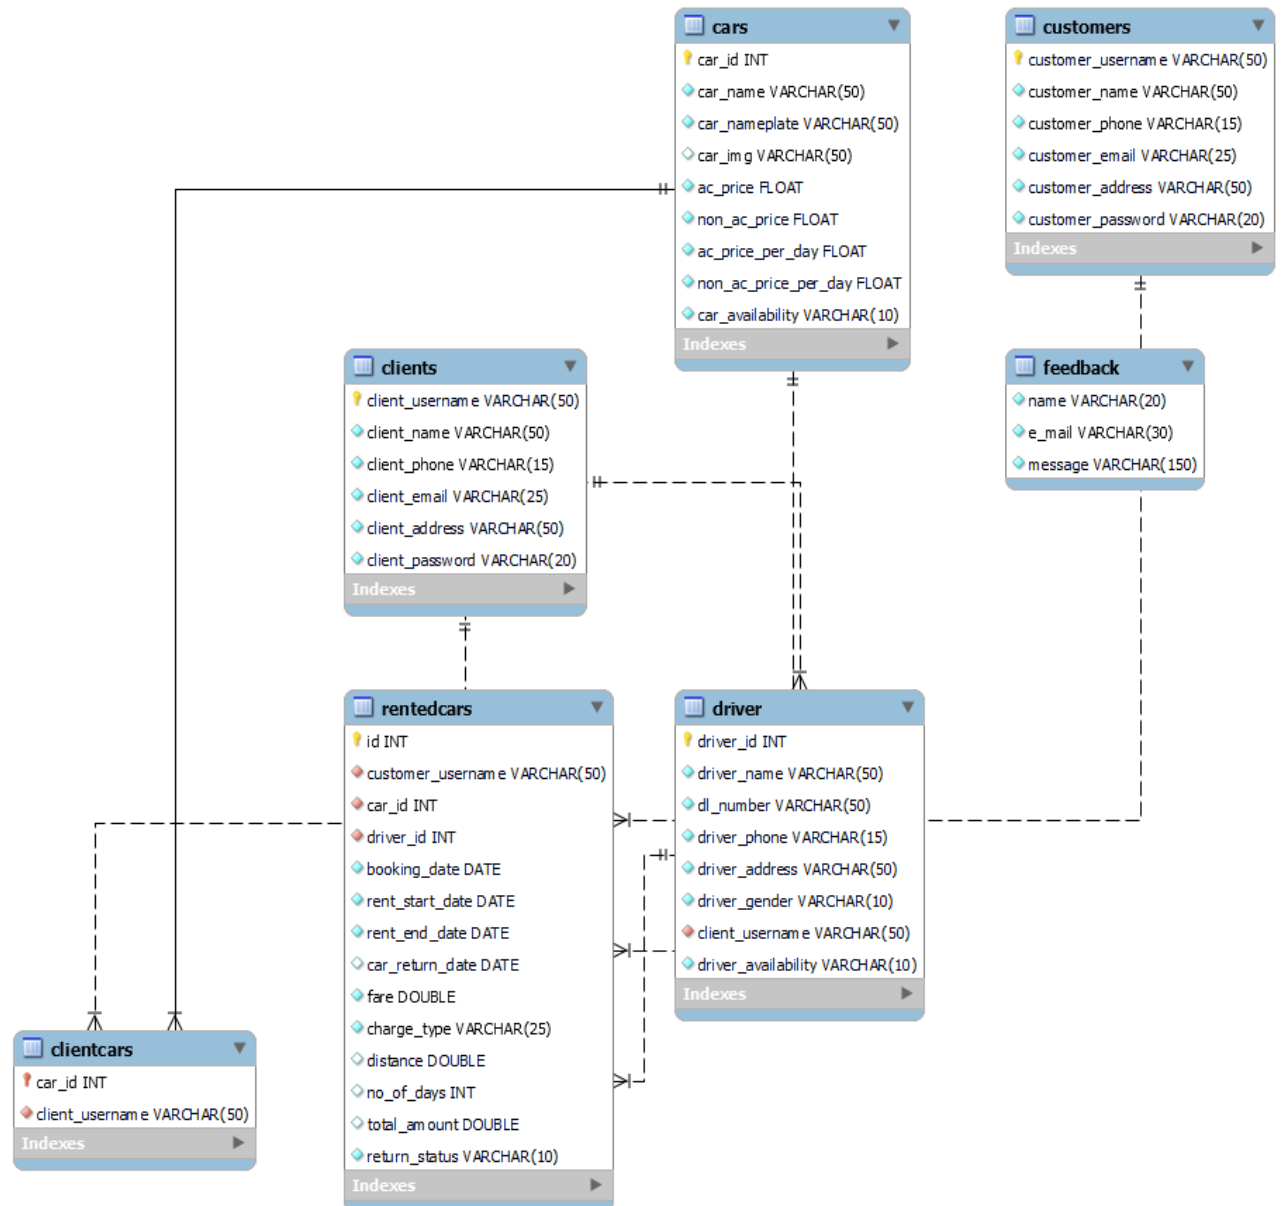 cars
car_id INT
car_name VARCHAR(50)
car_nameplate VARCHAR(50)
car_img VARCHAR(50)
ac_price FLOAT
non_ac_price FLOAT
ac_price_per_day FLOAT
non_ac_price_per_day FLOAT
car_availability VARCHAR(10)
Indexes
customers
customer_username VARCHAR(50)
customer_name VARCHAR(50)
customer_phone VARCHAR(15)
customer_email VARCHAR(25)
customer_address VARCHAR(50)
customer_password VARCHAR(20)
Indexes
clients
client_username VARCHAR(50)
client_name VARCHAR(50)
client_phone VARCHAR(15)
client_email VARCHAR(25)
client_address VARCHAR(50)
client_password VARCHAR(20)
Indexes
feedback
name VARCHAR(20)
e_mail VARCHAR(30)
message VARCHAR(150)
rentedcars
id INT
customer_username VARCHAR(50)
car_id INT
driver_id INT
booking_date DATE
rent_start_date DATE
rent_end_date DATE
car_return_date DATE
fare DOUBLE
charge_type VARCHAR(25)
distance DOUBLE
no_of_days INT
total_amount DOUBLE
return_status VARCHAR(10)
Indexes
driver
driver_id INT
driver_name VARCHAR(50)
dl_number VARCHAR(50)
driver_phone VARCHAR(15)
driver_address VARCHAR(50)
driver_gender VARCHAR(10)
client_username VARCHAR(50)
driver_availability VARCHAR(10)
Indexes
clientcars
car_id INT
client_username VARCHAR(50)
Indexes